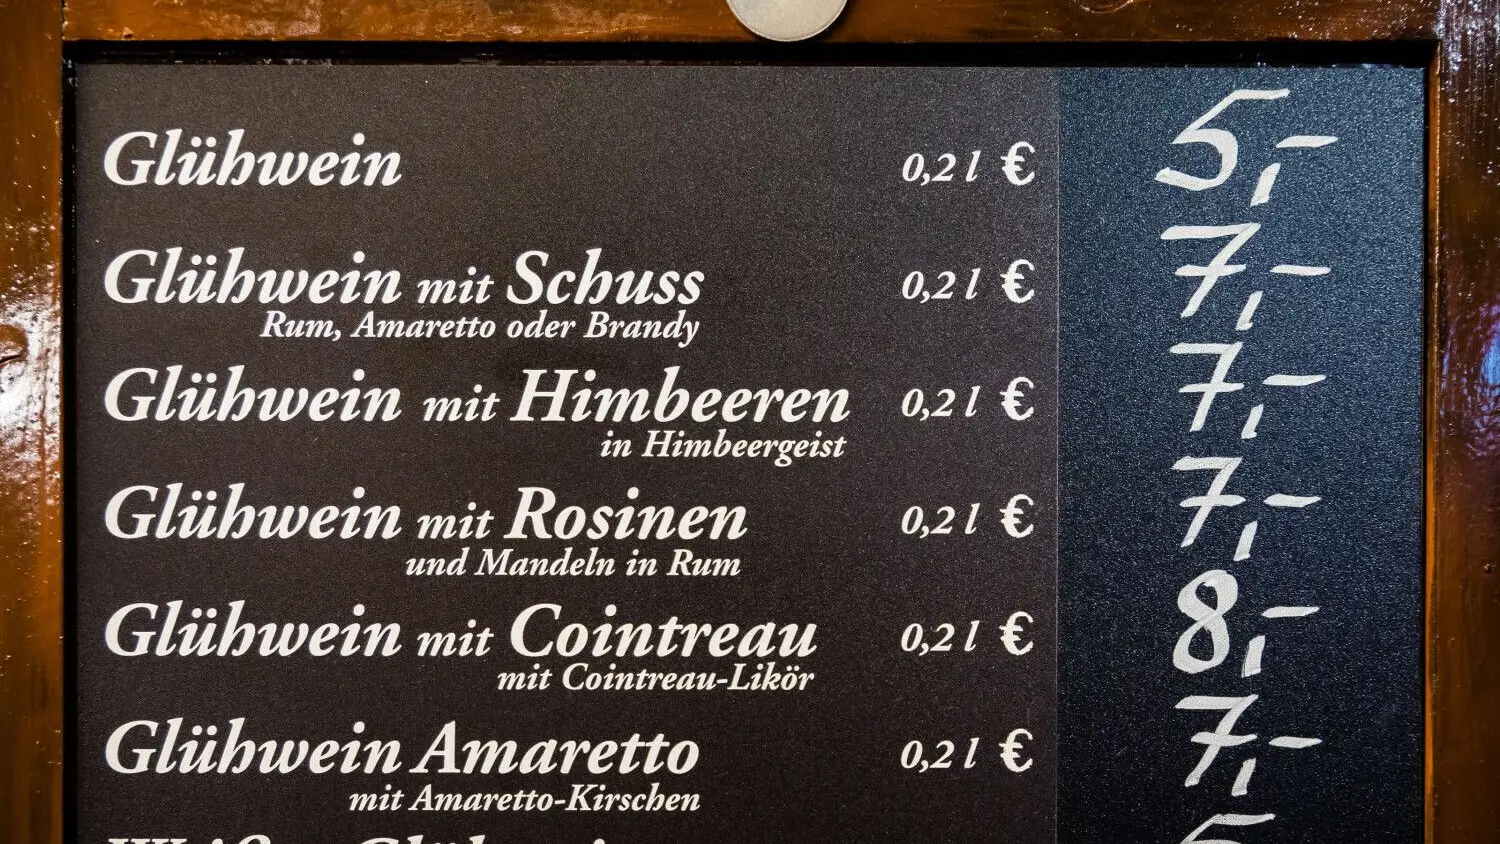 Glühwein 0,2 l € 5,-
Glühwein mit Schuss 0,2 l € 7,-
Rum, Amaretto oder Brandy
Glühwein mit Himbeeren 0,2 l € 7,-
in Himbeergeist
Glühwein mit Rosinen 0,2 l € 7,-
und Mandeln in Rum
Glühwein mit Cointreau 0,2 l € 8,-
mit Cointreau-Likör
Glühwein Amaretto 0,2 l € 7,-
mit Amaretto-Kirschen